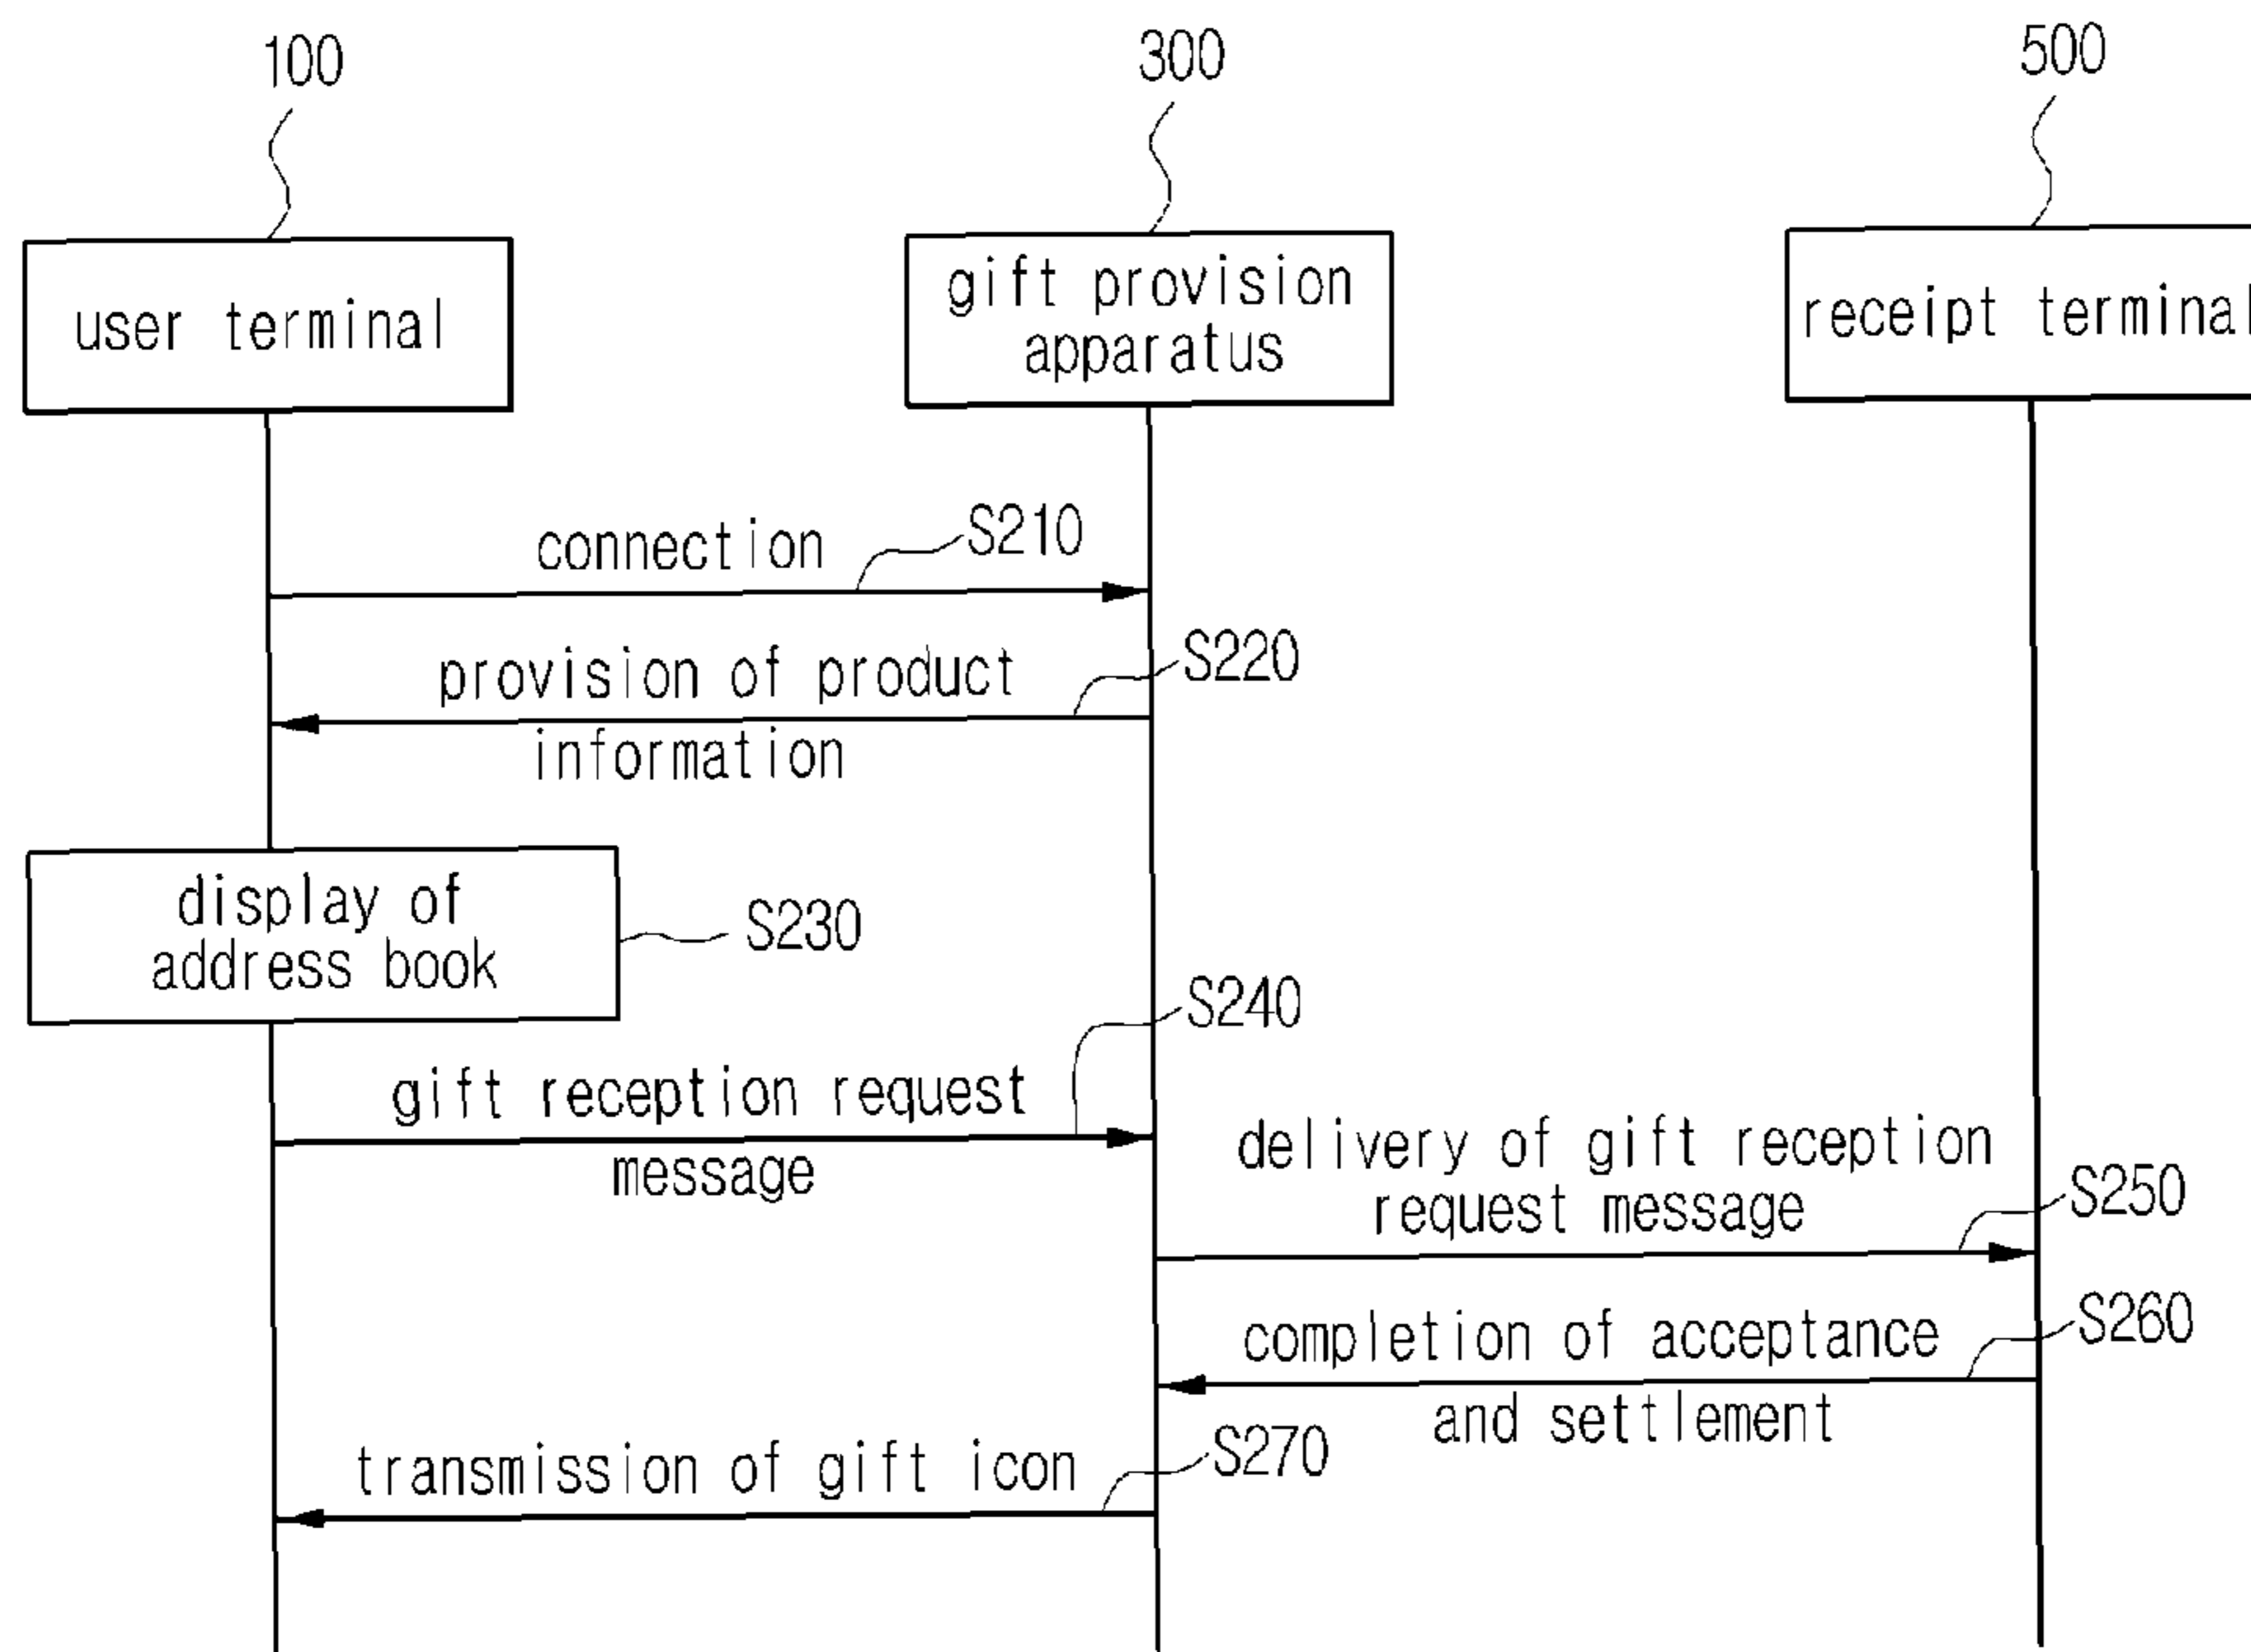 100
300
500
user terminal
gift provision
apparatus
receipt terminal
connection
S210
provision of product
S220
information
display of
address book
S230
S240
gift reception request
message
delivery of gift reception
request message
S250
completion of acceptance
S260
and settlement
transmission of gift icon
S270